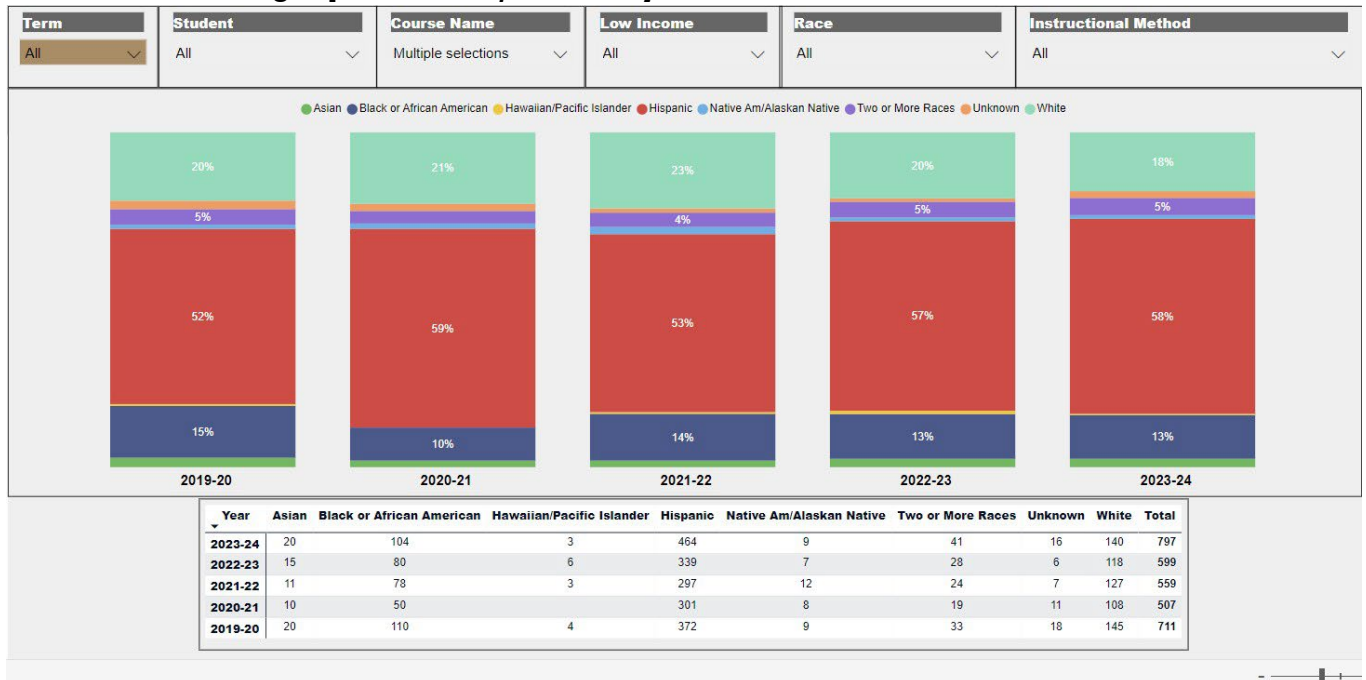 Term Student Course Name Low Income Race Instructional Method
All All Multiple selections All All All
Asian Black or African American Hawaiian/Pacific Islander Hispanic Native Am/Alaskan Native Two or More Races Unknown White
20% 21% 23% 20% 18%
5% 4% 5% 5%
52% 59% 53% 57% 58%
15% 10% 14% 13% 13%
2019-20 2020-21 2021-22 2022-23 2023-24
Year Asian Black or African American Hawaiian/Pacific Islander Hispanic Native Am/Alaskan Native Two or More Races Unknown White Total
2023-24 20 104 3 464 9 41 16 140 797
2022-23 15 80 6 339 7 28 6 118 599
2021-22 11 78 3 297 12 24 7 127 559
2020-21 10 50 301 8 19 11 108 507
2019-20 20 110 4 372 9 33 18 145 711